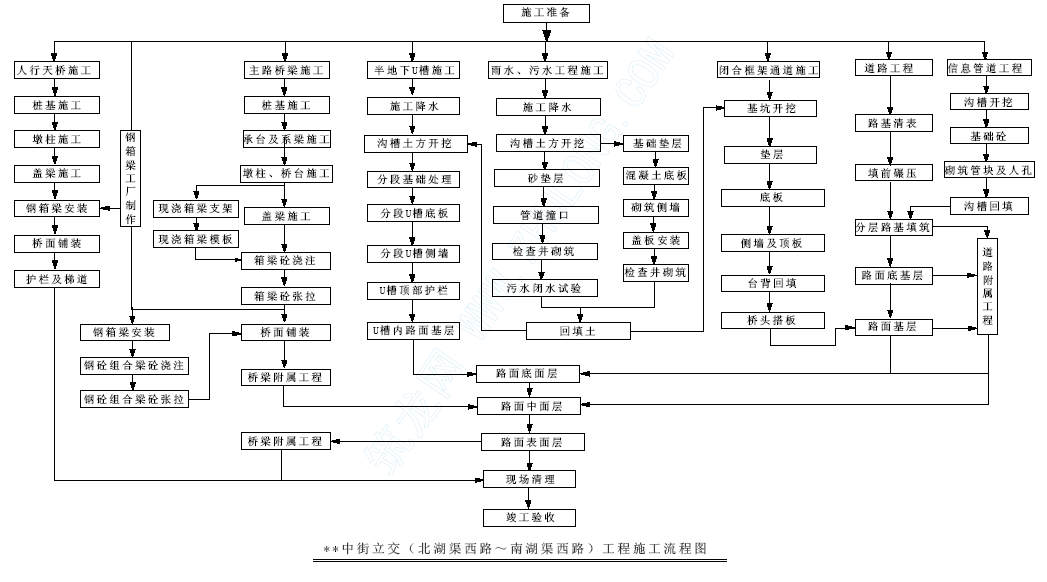 施工准备
人行天桥施工
主路桥梁施工
半地下U槽施工
雨水、污水工程施工
闭合框架通道施工
道路工程
信息管道工程
桩基施工
桩基施工
施工降水
施工降水
基坑开挖
沟槽开挖
钢箱梁工厂制作
墩柱施工
承台及系梁施工
沟槽土方开挖
沟槽土方开挖
基础垫层
路基清表
基础砼
垫层
盖梁施工
墩柱、桥台施工
分段基础处理
砂垫层
混凝土底板
填前碾压
砌筑管块及人孔
底板
钢箱梁安装
现浇箱梁支架
盖梁施工
分段U槽底板
管道撞口
砌筑侧墙
沟槽回填
分层路基填筑
桥面铺装
现浇箱梁模板
分段U槽侧墙
检查井砌筑
盖板安装
侧墙及顶板
道路附属工程
护栏及梯道
箱梁砼浇注
检查井砌筑
路面底基层
箱梁砼张拉
U槽顶部护栏
污水闭水试验
台背回填
钢箱梁安装
桥面铺装
U槽内路面基层
回填土
桥头搭板
路面基层
钢砼组合梁砼浇注
桥梁附属工程
路面底面层
钢砼组合梁砼张拉
路面中面层
桥梁附属工程
路面表面层
现场清理
竣工验收
**中街立交（北湖渠西路～南湖渠西路）工程施工流程图
筑龙网 WWW.ZHULONG.COM